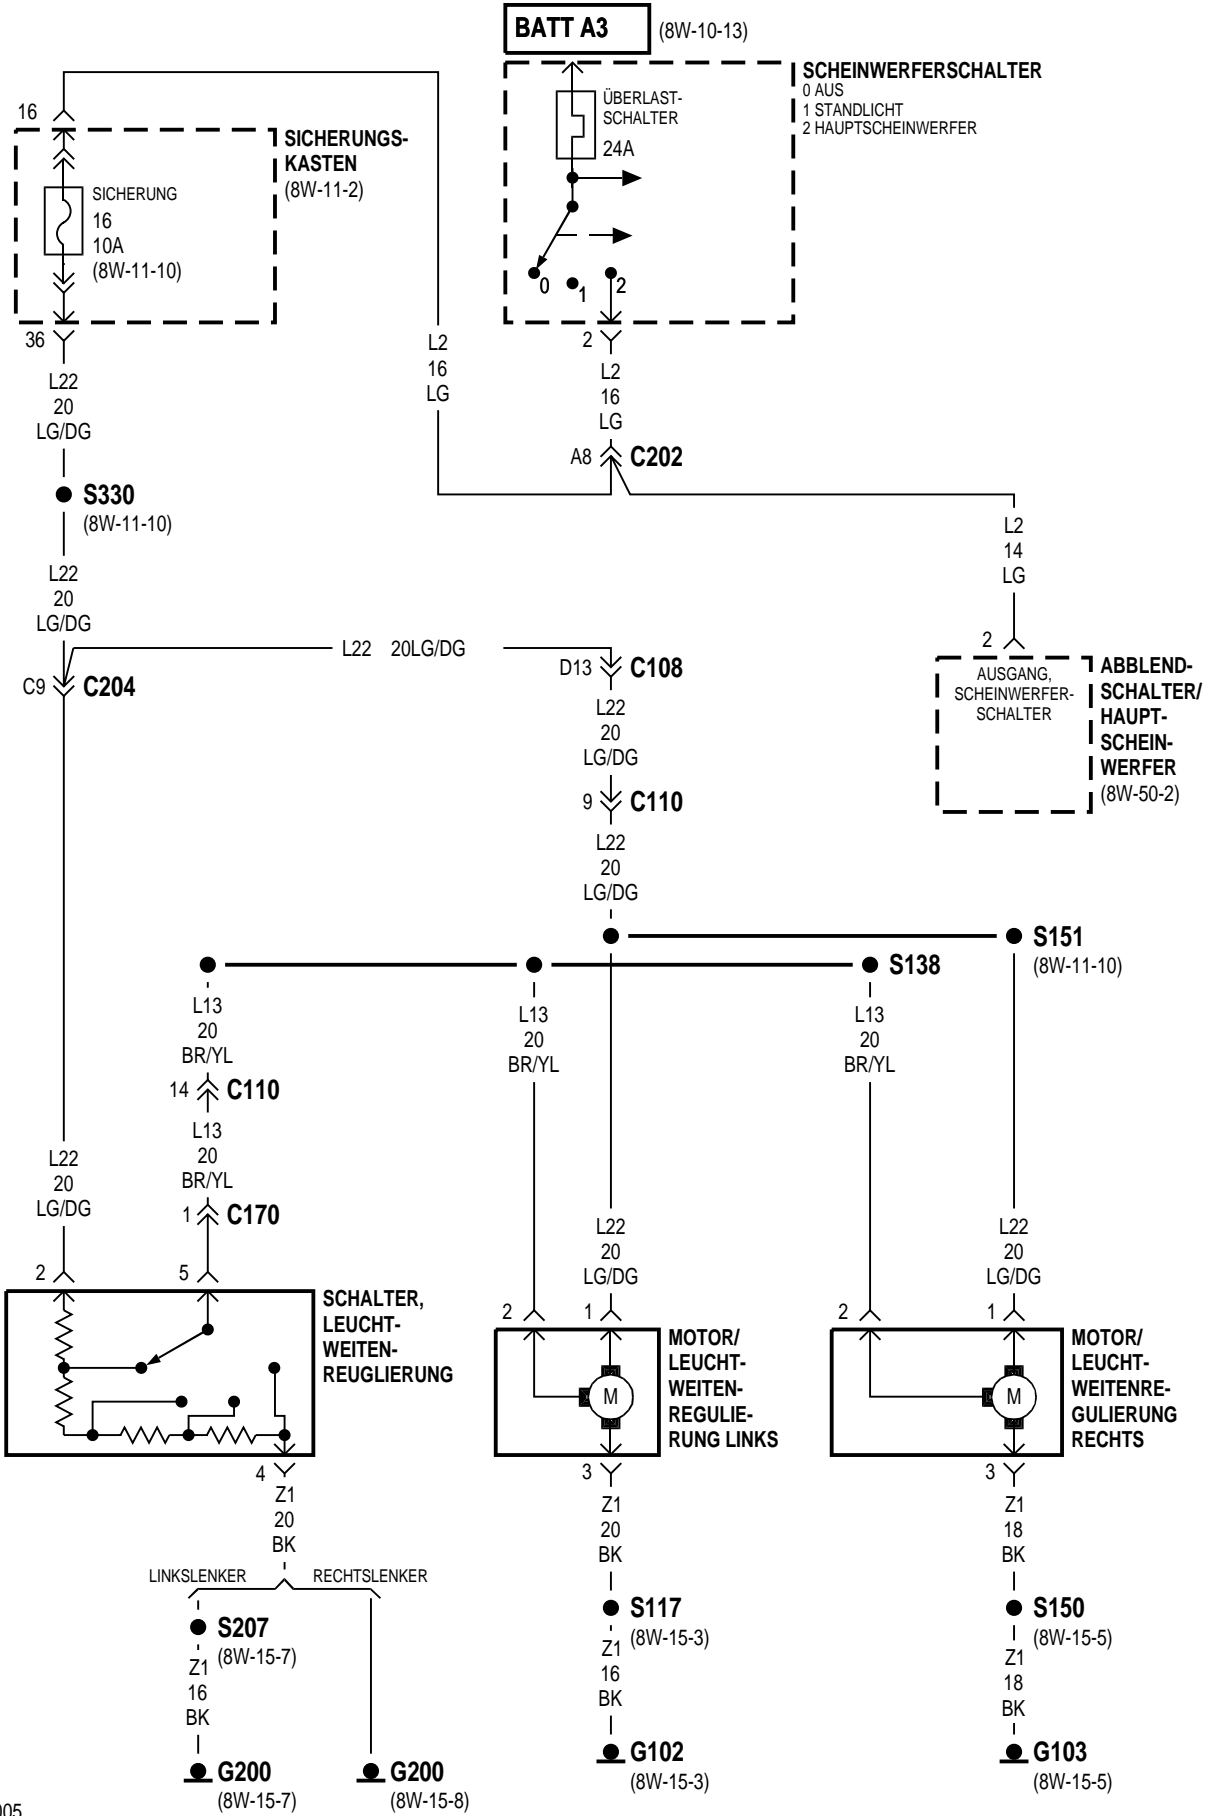 BATT A3
(8W-10-13)
SCHEINWERFERSCHALTER
0 AUS
1 STANDLICHT
2 HAUPTSCHEINWERFER
ÜBERLAST-
SCHALTER
24A
0
1
2
16
SICHERUNGS-
KASTEN
(8W-11-2)
SICHERUNG
16
10A
(8W-11-10)
36
L22
20
LG/DG
S330
(8W-11-10)
L22
20
LG/DG
C9
C204
L2
16
LG
2
L2
16
LG
A8
C202
L2
14
LG
2
AUSGANG,
SCHEINWERFER-
SCHALTER
ABBLEND-
SCHALTER/
HAUPT-
SCHEIN-
WERFER
(8W-50-2)
L22 20LG/DG
D13
C108
L22
20
LG/DG
9
C110
L22
20
LG/DG
S151
(8W-11-10)
S138
L13
20
BR/YL
14
C110
L13
20
BR/YL
1
C170
L13
20
BR/YL
L13
20
BR/YL
L22
20
LG/DG
L22
20
LG/DG
L22
20
LG/DG
2
5
SCHALTER,
LEUCHT-
WEITEN-
REUGLIERUNG
4
2
1
M
MOTOR/
LEUCHT-
WEITEN-
REGULIE-
RUNG LINKS
3
2
1
M
MOTOR/
LEUCHT-
WEITENRE-
GULIERUNG
RECHTS
3
Z1
20
BK
LINKSLENKER
RECHTSLENKER
S207
(8W-15-7)
Z1
16
BK
G200
(8W-15-7)
G200
(8W-15-8)
Z1
20
BK
S117
(8W-15-3)
Z1
16
BK
G102
(8W-15-3)
Z1
18
BK
S150
(8W-15-5)
Z1
18
BK
G103
(8W-15-5)